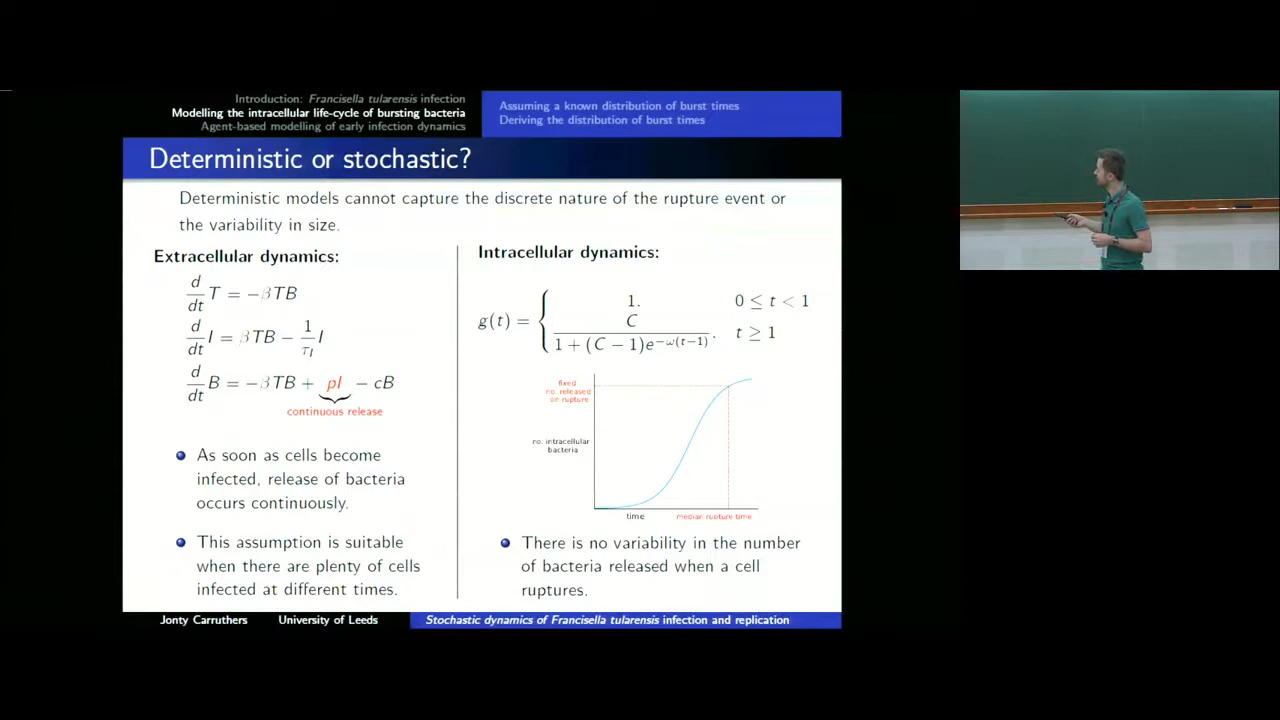 Introduction: Francisella tularensis infection
Modelling the intracellular life-cycle of bursting bacteria
Agent-based modelling of early infection dynamics
Assuming a known distribution of burst times
Deriving the distribution of burst times
Deterministic or stochastic?
Deterministic models cannot capture the discrete nature of the rupture event or
the variability in size.
Extracellular dynamics:
d/dt T = −βTB
d/dt I = βTB − 1/τ_I I
d/dt B = −βTB + pI − cB
continuous release
As soon as cells become
infected, release of bacteria
occurs continuously.
This assumption is suitable
when there are plenty of cells
infected at different times.
Intracellular dynamics:
g(t) = { 1. 0 ≤ t < 1
C / 1 + (C − 1)e^{−ω(t−1)}. t ≥ 1
fixed
no. released
on rupture
no. intracellular
bacteria
time
median rupture time
There is no variability in the number
of bacteria released when a cell
ruptures.
Jonty Carruthers University of Leeds
Stochastic dynamics of Francisella tularensis infection and replication